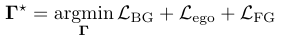 Γ⋆ = argmin_Γ ℒ_BG + ℒ_ego + ℒ_FG